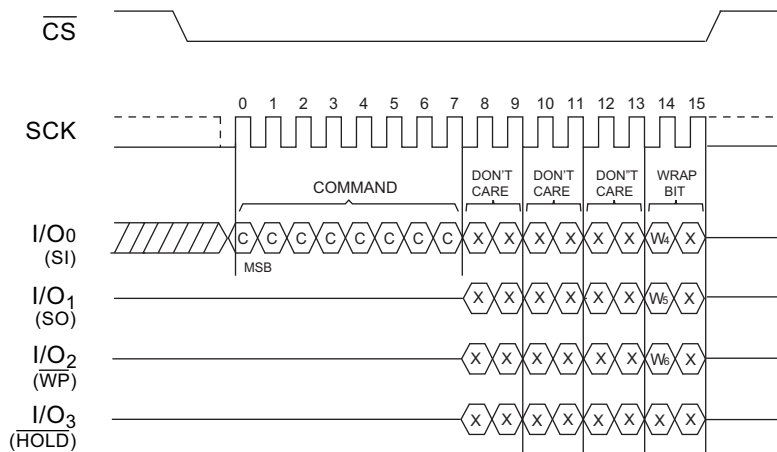 CS
0 1 2 3 4 5 6 7 8 9 10 11 12 13 14 15
SCK
COMMAND
DON'T CARE
DON'T CARE
DON"T CARE
WRAP BIT
I/O0 (SI)
C C C C C C C C X X X X X X W4 X
MSB
I/O1 (SO)
X X X X X X W5 X
I/O2 (WP)
X X X X X X W6 X
I/O3 (HOLD)
X X X X X X X X